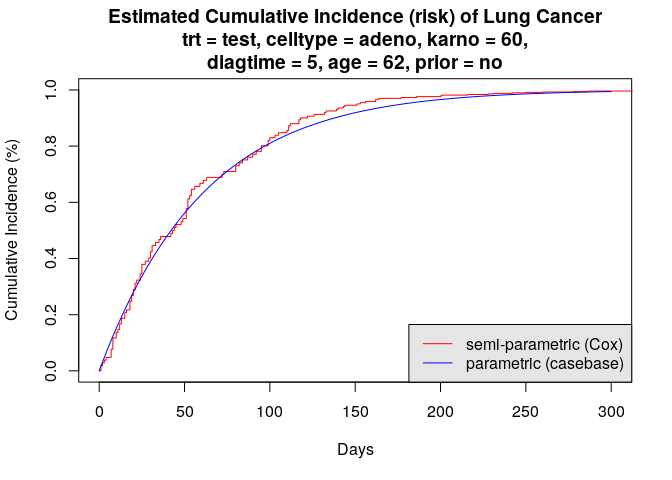 Estimated Cumulative Incidence (risk) of Lung Cancer
trt = test, celltype = adeno, karno = 60,
diagtime = 5, age = 62, prior = no
Cumulative Incidence (%)
1.0
0.8
0.6
0.4
0.2
0.0
semi-parametric (Cox)
parametric (casebase)
0 50 100 150 200 250 300
Days